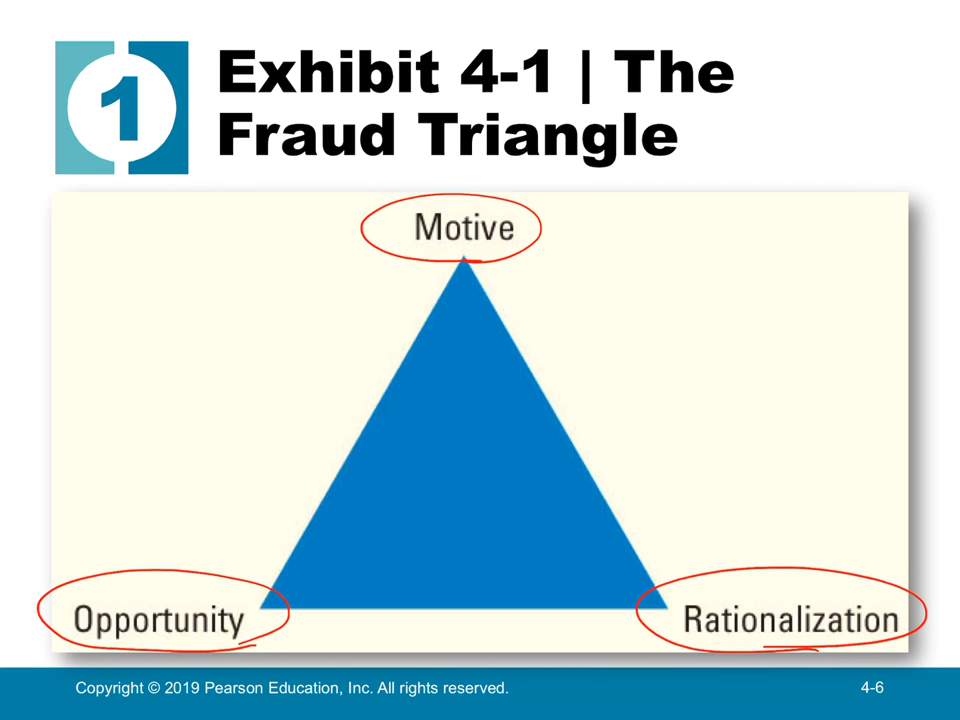 1
Exhibit 4-1 | The
Fraud Triangle
Motive
Opportunity
Rationalization
Copyright © 2019 Pearson Education, Inc. All rights reserved.
4-6